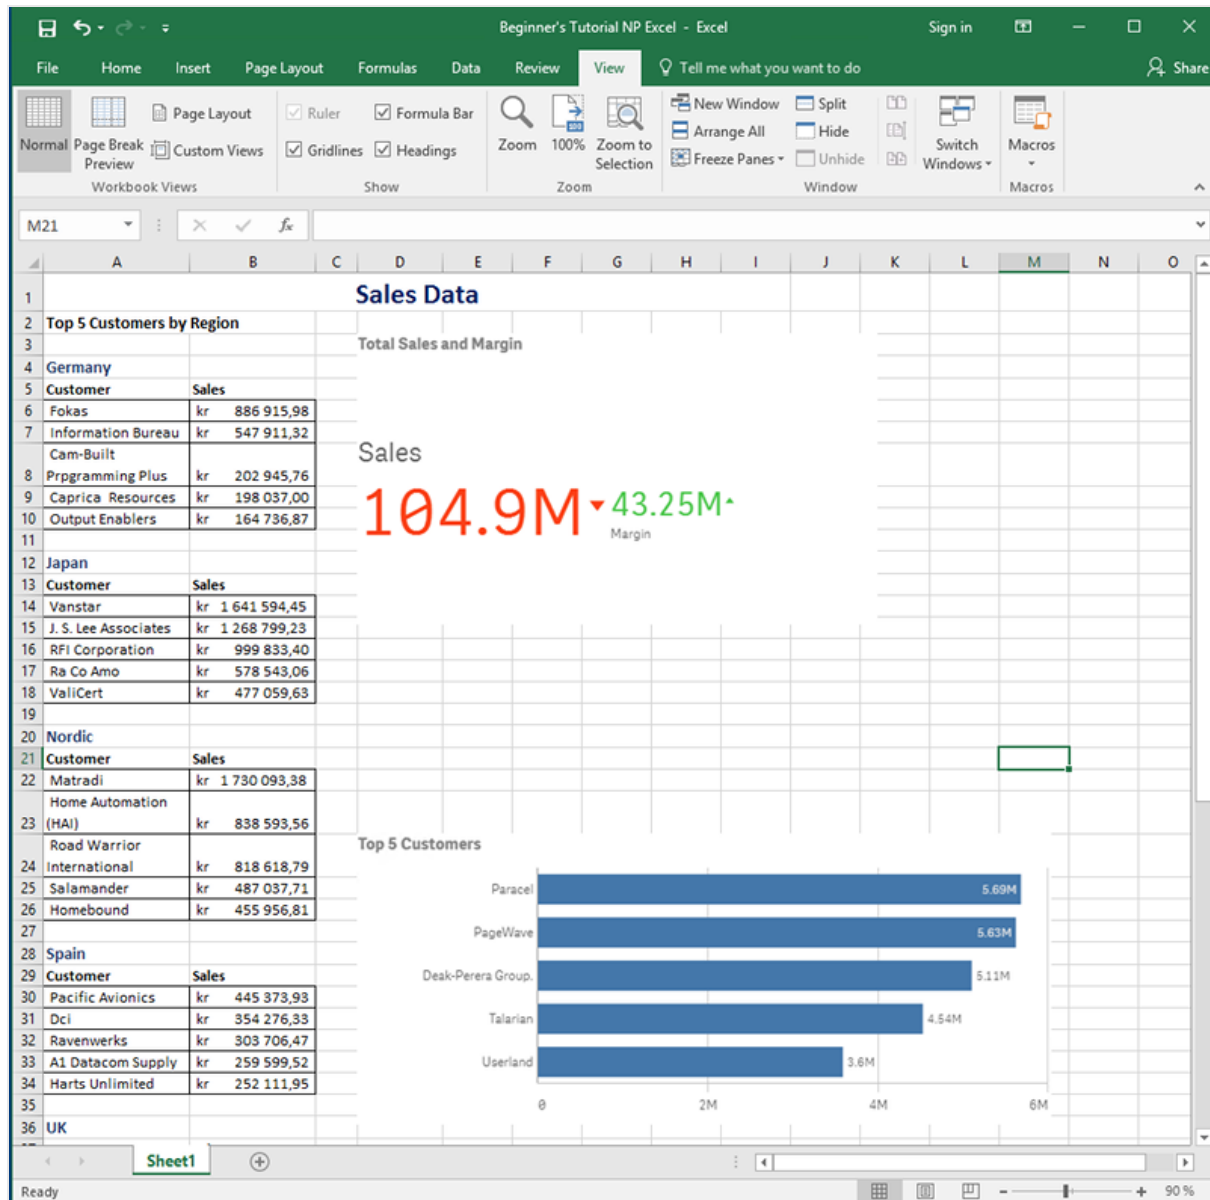 Beginner's Tutorial NP Excel - Excel
Sign in
File Home Insert Page Layout Formulas Data Review View Tell me what you want to do Share
Normal
Page Break Preview
Page Layout
Custom Views
Workbook Views
Ruler
Formula Bar
Gridlines
Headings
Show
Zoom
100%
Zoom to Selection
Zoom
New Window
Arrange All
Freeze Panes
Split
Hide
Unhide
Switch Windows
Window
Macros
Macros
M21
fx
A B C D E F G H I J K L M N O
1 Sales Data
2 Top 5 Customers by Region
3
4 Germany
5 Customer Sales
6 Fokas kr 886 915,98
7 Information Bureau kr 547 911,32
Cam-Built
8 Prpgramming Plus kr 202 945,76
9 Caprica Resources kr 198 037,00
10 Output Enablers kr 164 736,87
11
12 Japan
13 Customer Sales
14 Vanstar kr 1 641 594,45
15 J. S. Lee Associates kr 1 268 799,23
16 RFI Corporation kr 999 833,40
17 Ra Co Amo kr 578 543,06
18 ValiCert kr 477 059,63
19
20 Nordic
21 Customer Sales
22 Matradi kr 1 730 093,38
Home Automation
23 (HAI) kr 838 593,56
Road Warrior
24 International kr 818 618,79
25 Salamander kr 487 037,71
26 Homebound kr 455 956,81
27
28 Spain
29 Customer Sales
30 Pacific Avionics kr 445 373,93
31 Dci kr 354 276,33
32 Ravenwerks kr 303 706,47
33 A1 Datacom Supply kr 259 599,52
34 Harts Unlimited kr 252 111,95
35
36 UK
Total Sales and Margin
Sales
104.9M 43.25M
Margin
Top 5 Customers
Paracel 5.69M
PageWave 5.63M
Deak-Perera Group. 5.11M
Talarian 4.54M
Userland 3.6M
0 2M 4M 6M
Sheet1
Ready
90 %